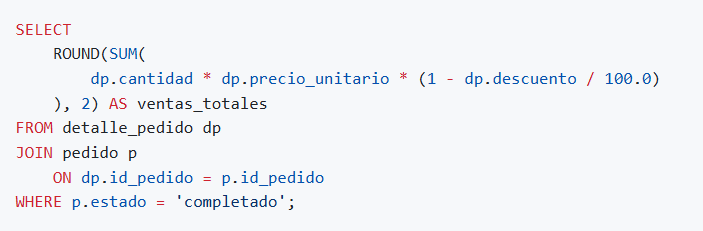 SELECT
    ROUND(SUM(
        dp.cantidad * dp.precio_unitario * (1 - dp.descuento / 100.0)
    ), 2) AS ventas_totales
FROM detalle_pedido dp
JOIN pedido p
    ON dp.id_pedido = p.id_pedido
WHERE p.estado = 'completado';